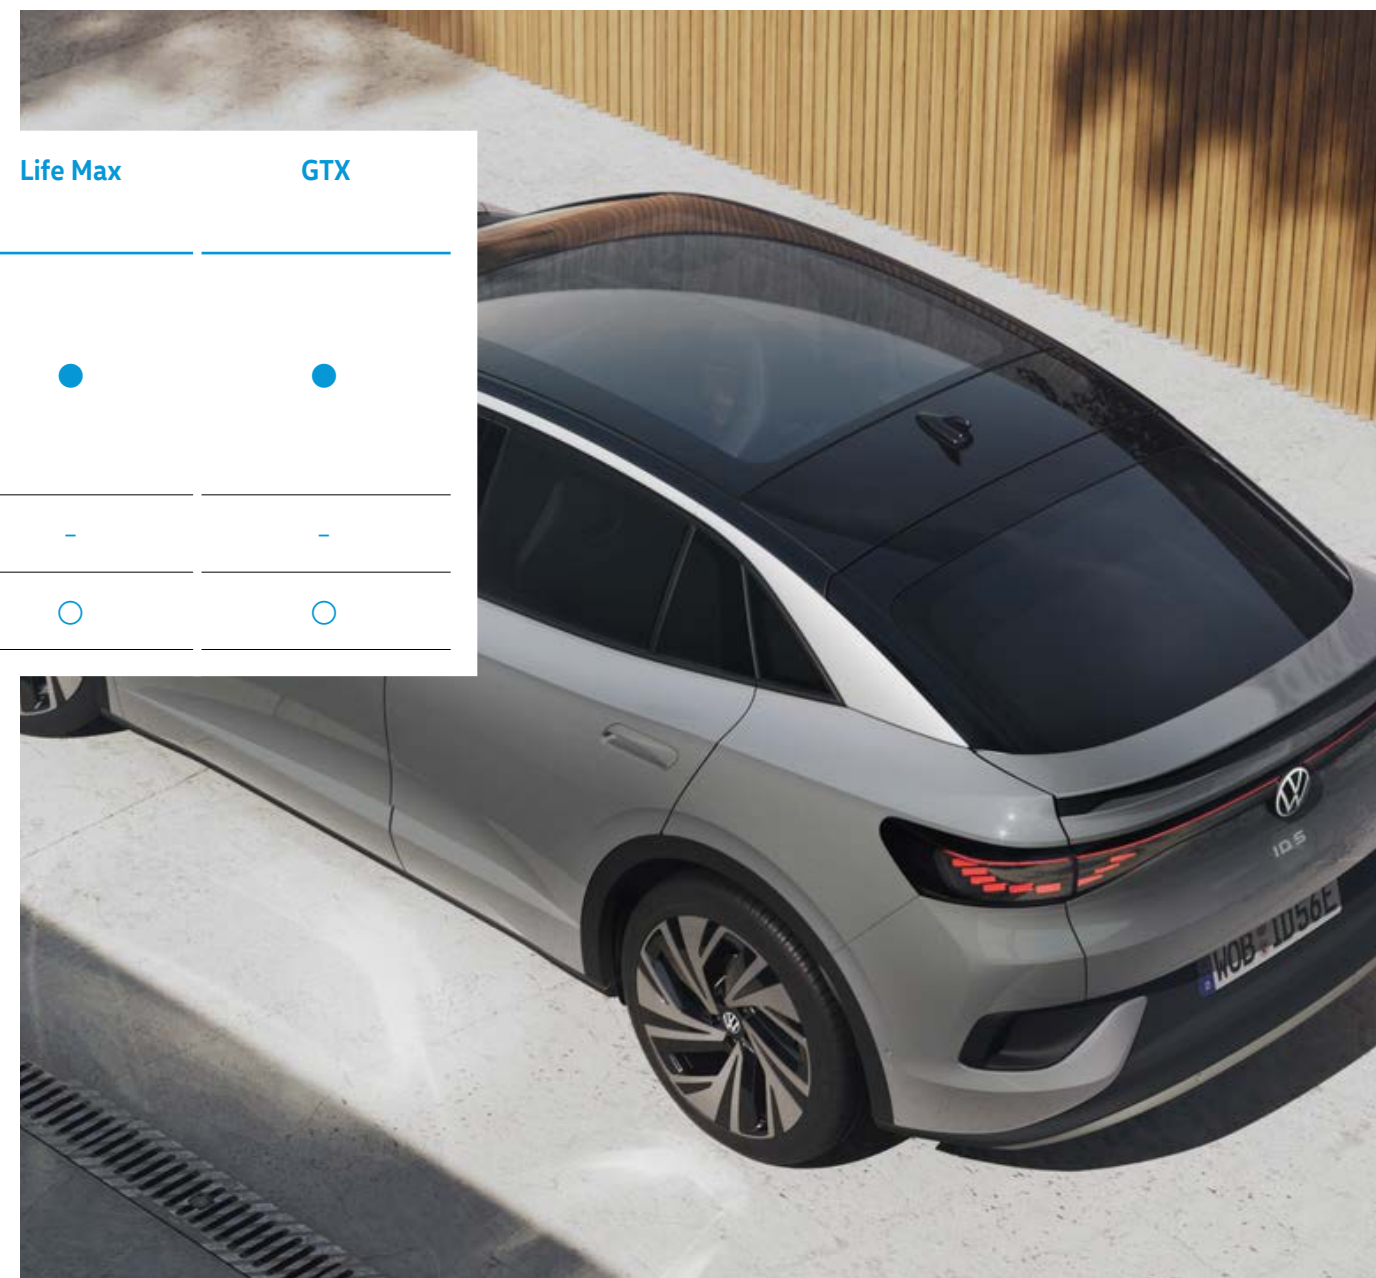 Life Max GTX
● ●
– –
○ ○
ID.5
WOB ID56E